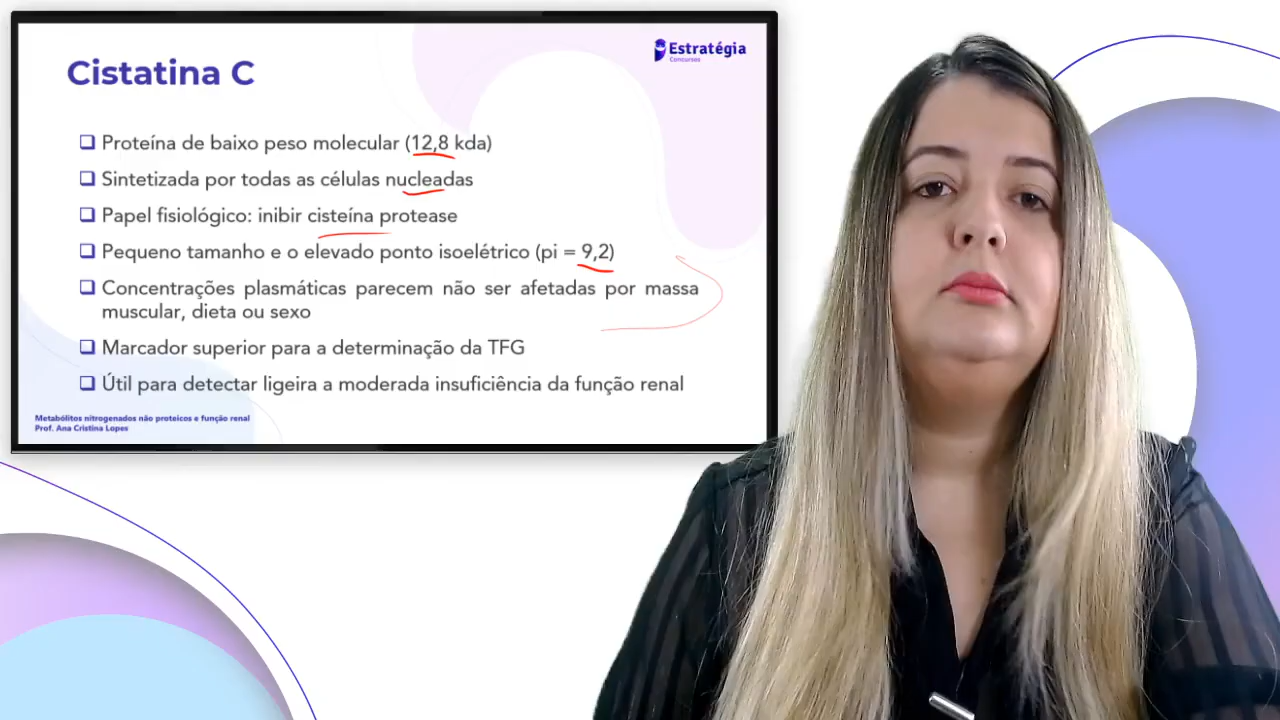 Estratégia
Concursos
Cistatina C
Proteína de baixo peso molecular (12,8 kda)
Sintetizada por todas as células nucleadas
Papel fisiológico: inibir cisteína protease
Pequeno tamanho e o elevado ponto isoelétrico (pi = 9,2)
Concentrações plasmáticas parecem não ser afetadas por massa
muscular, dieta ou sexo
Marcador superior para a determinação da TFG
Útil para detectar ligeira a moderada insuficiência da função renal
Metabólitos nitrogenados não proteicos e função renal
Prof. Ana Cristina Lopes